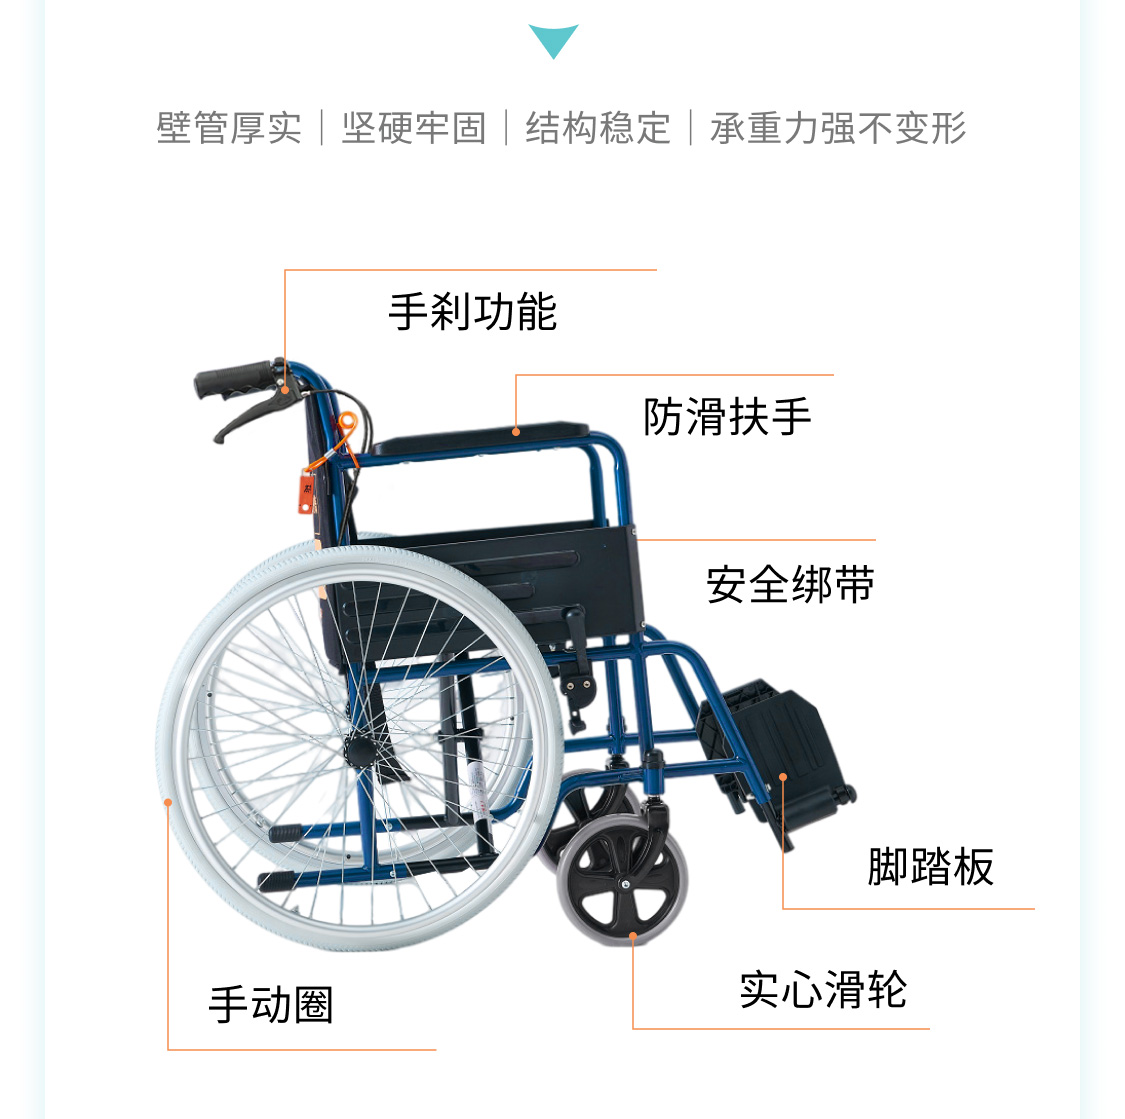 壁管厚实｜坚硬牢固｜结构稳定｜承重力强不变形
手刹功能
防滑扶手
安全绑带
脚踏板
实心滑轮
手动圈